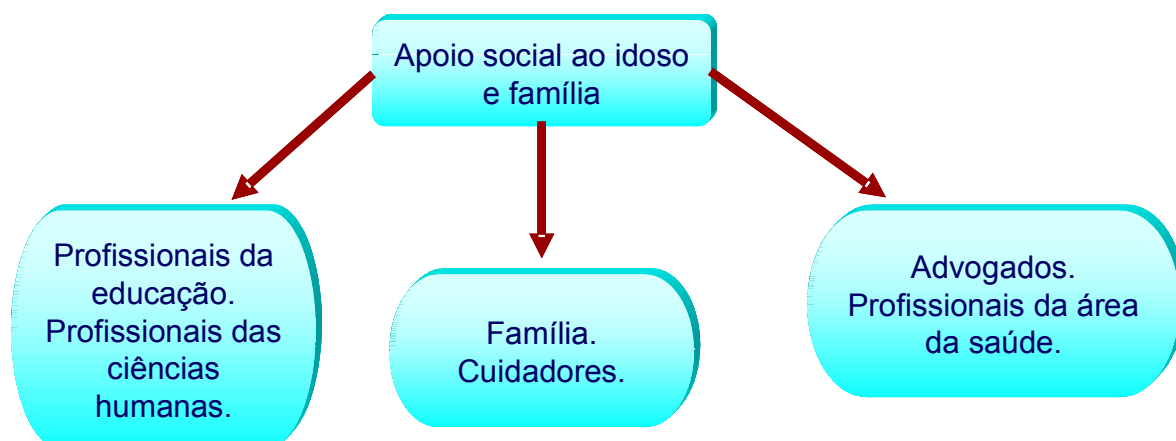 Apoio social ao idoso
e família
Profissionais da
educação.
Profissionais das
ciências
humanas.
Família.
Cuidadores.
Advogados.
Profissionais da área
da saúde.